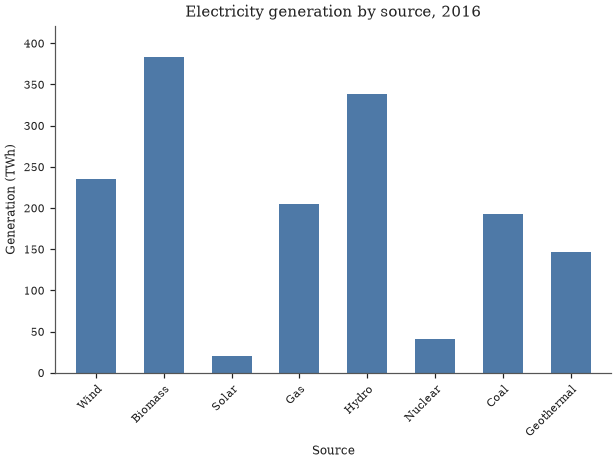 Electricity generation by source, 2016
Generation (TWh)
400
350
300
250
200
150
100
50
0
Wind
Biomass
Solar
Gas
Hydro
Nuclear
Coal
Geothermal
Source